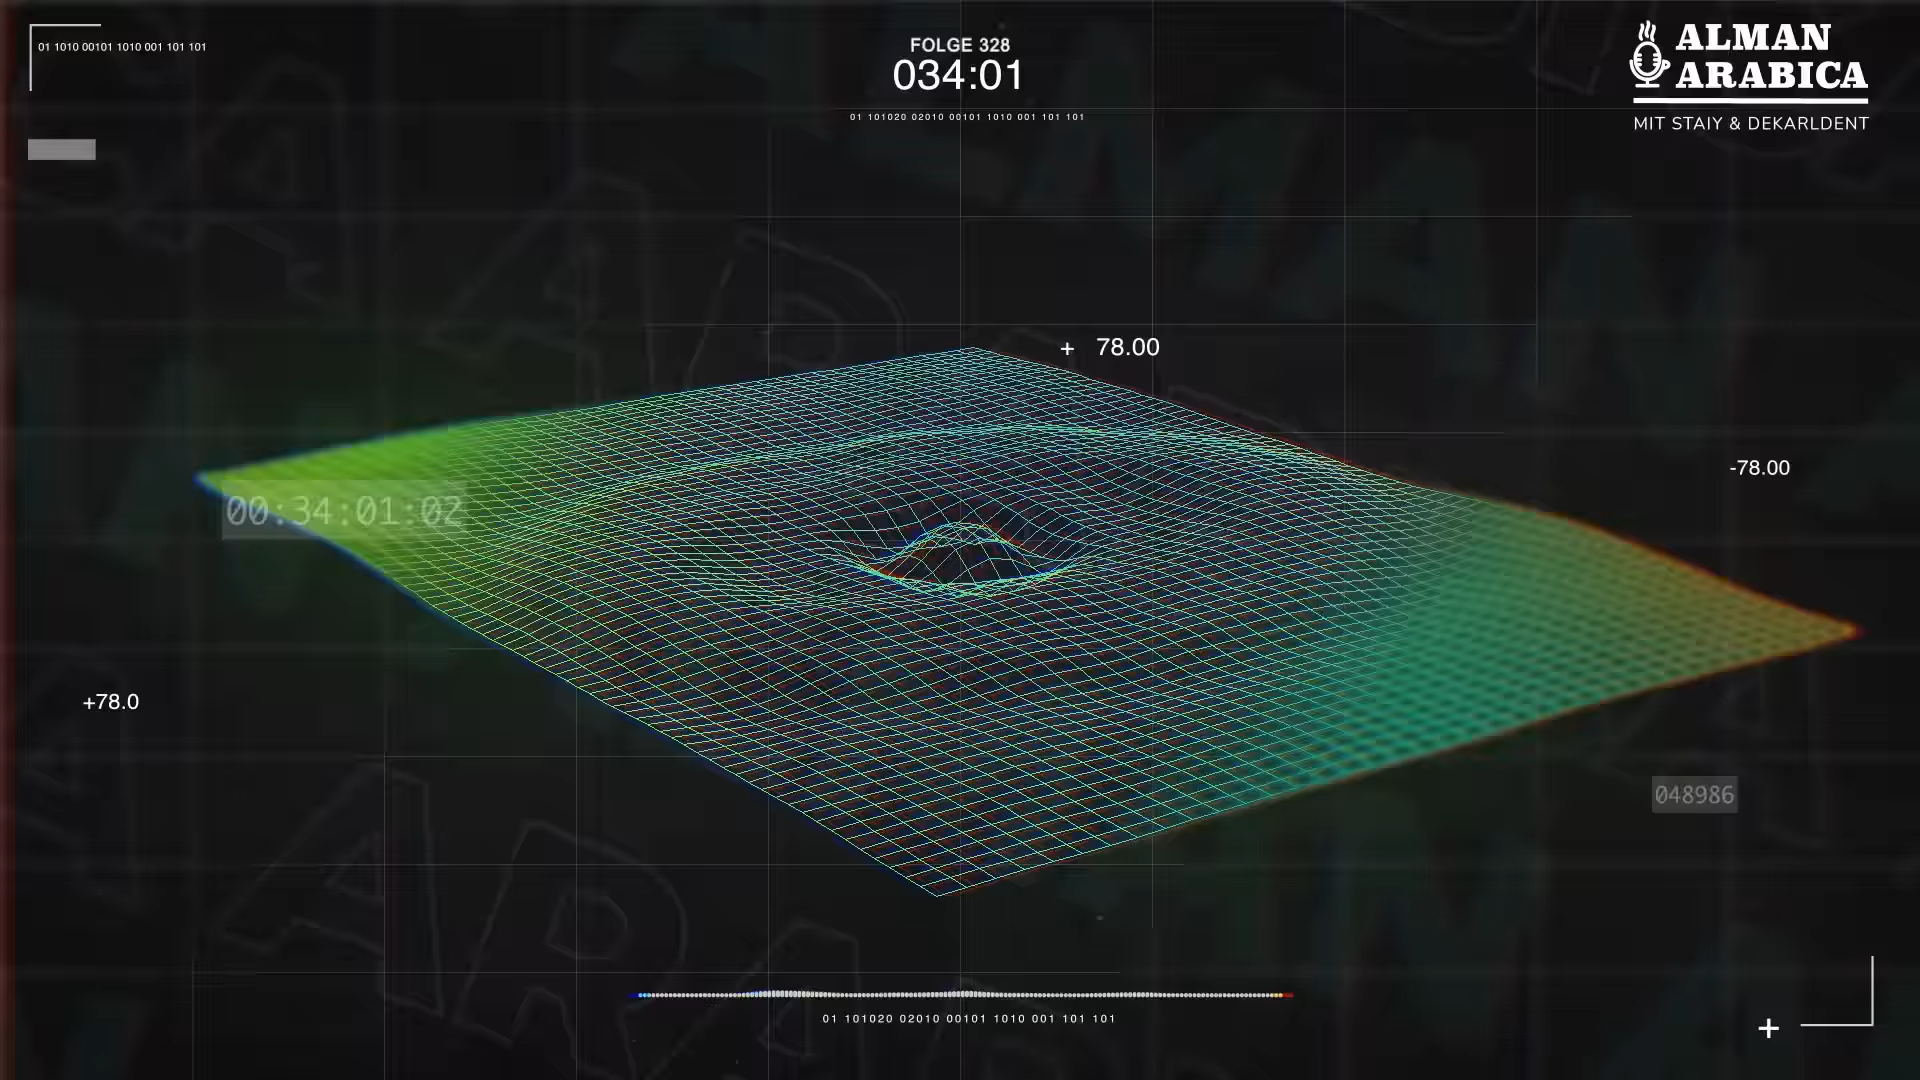 01 1010 00101 1010 001 101 101
FOLGE 328
034:01
01 101020 02010 00101 1010 001 101 101
ALMAN
ARABICA
MIT STAIY & DEKARLDENT
+ 78.00
-78.00
00:34:01:02
+78.0
048986
01 101020 02010 00101 1010 001 101 101
+